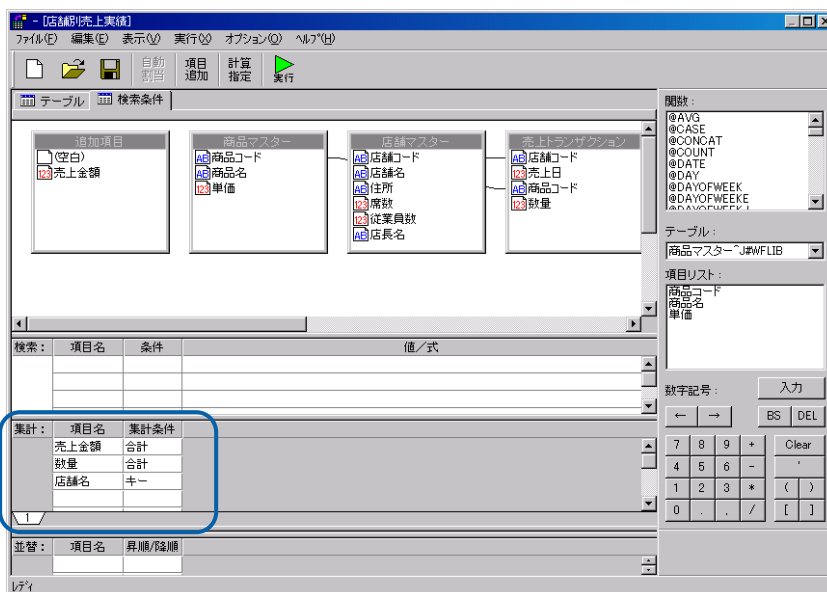 - [店舗別売上実績]
ファイル(F) 編集(E) 表示(V) 実行(X) オプション(O) ヘルプ(H)
自動割当 項目追加 計算指定 実行
テーブル 検索条件
追加項目
(空白)
売上金額
商品マスター
商品コード
商品名
単価
店舗マスター
店舗コード
店舗名
住所
席数
従業員数
店長名
売上トランザクション
店舗コード
売上日
商品コード
数量
検索: 項目名 条件 値/式
集計: 項目名 集計条件
売上金額 合計
数量 合計
店舗名 キー
1
並替: 項目名 昇順/降順
レディ
関数:
@AVG
@CASE
@CONCAT
@COUNT
@DATE
@DAY
@DAYOFWEEK
@DAYOFWEEKE
テーブル:
商品マスター^J#WFLIB
項目リスト:
商品コード
商品名
単価
数字記号: 入力
← → BS DEL
7 8 9 + Clear
4 5 6 - '
1 2 3 * ( )
0 . , / [ ]